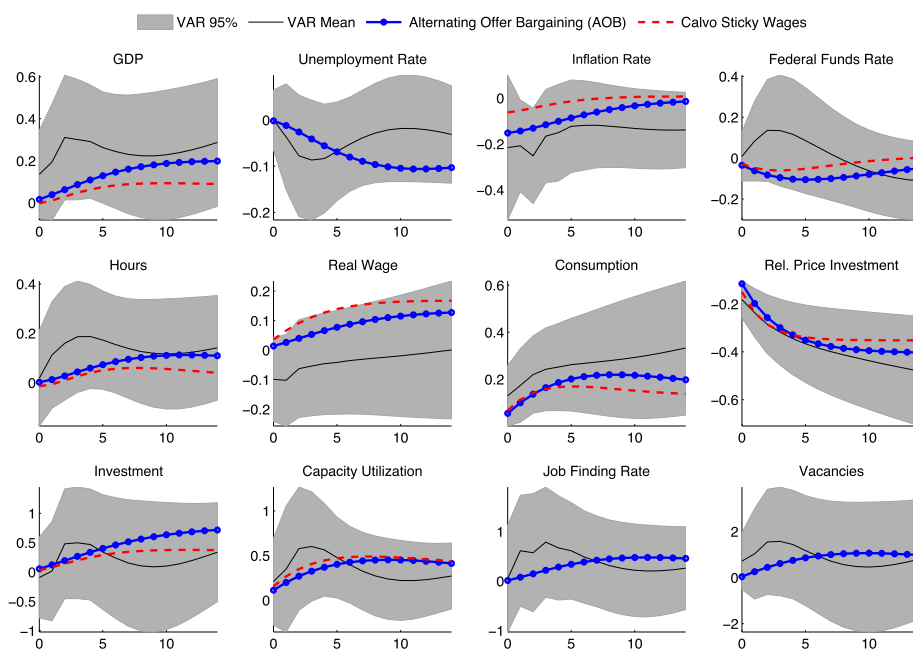 VAR 95% VAR Mean Alternating Offer Bargaining (AOB) Calvo Sticky Wages
GDP Unemployment Rate Inflation Rate Federal Funds Rate
0.6
0.4
0.2
0
0 5 10
0
−0.1
−0.2
0 5 10
0
−0.2
−0.4
0 5 10
0.4
0.2
0
−0.2
0 5 10
Hours Real Wage Consumption Rel. Price Investment
0.4
0.2
0
0 5 10
0.2
0.1
0
−0.1
−0.2
0 5 10
0.6
0.4
0.2
0 5 10
−0.2
−0.4
−0.6
0 5 10
Investment Capacity Utilization Job Finding Rate Vacancies
1
0.5
0
−0.5
−1
0 5 10
1
0.5
0
0 5 10
1
0
−1
0 5 10
2
0
−2
0 5 10